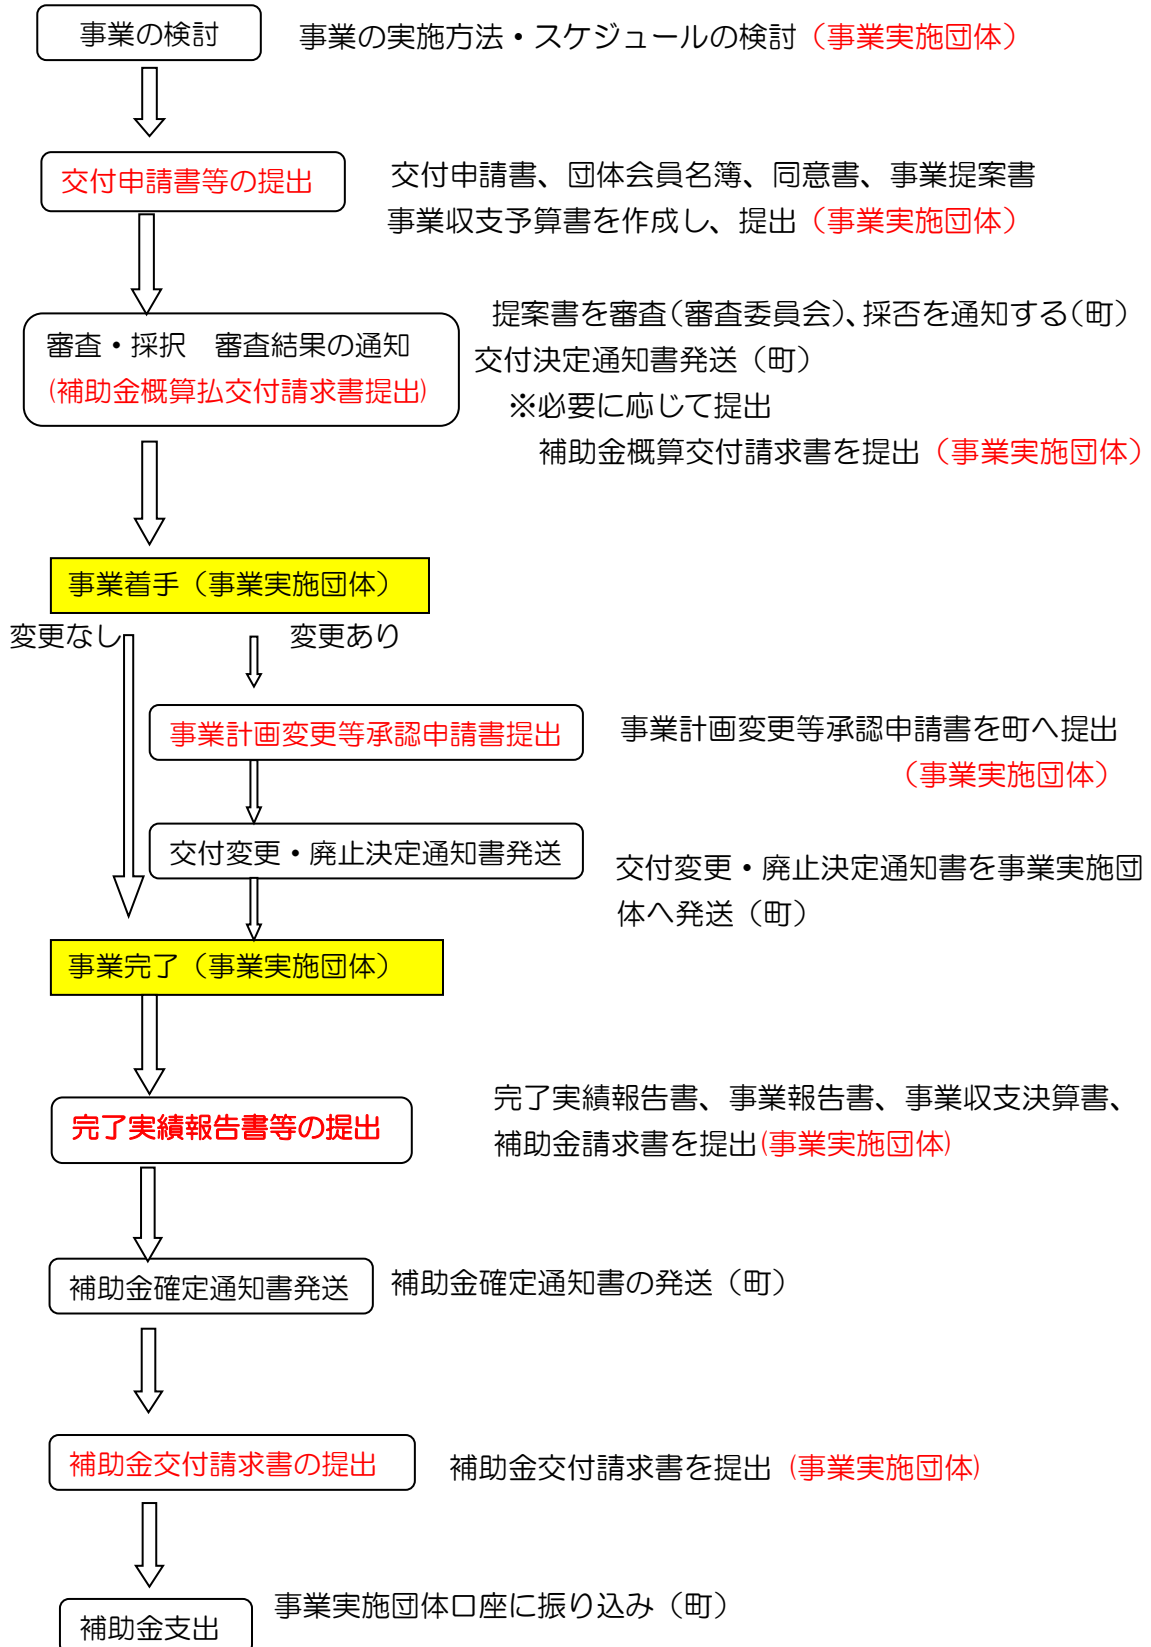 事業の検討
事業の実施方法・スケジュールの検討（事業実施団体）
交付申請書等の提出
交付申請書、団体会員名簿、同意書、事業提案書
事業収支予算書を作成し、提出（事業実施団体）
審査・採択　審査結果の通知
(補助金概算払交付請求書提出)
提案書を審査(審査委員会)、採否を通知する(町)
交付決定通知書発送（町）
※必要に応じて提出
補助金概算交付請求書を提出（事業実施団体）
事業着手（事業実施団体）
変更なし
変更あり
事業計画変更等承認申請書提出
事業計画変更等承認申請書を町へ提出
（事業実施団体）
交付変更・廃止決定通知書発送
交付変更・廃止決定通知書を事業実施団
体へ発送（町）
事業完了（事業実施団体）
完了実績報告書等の提出
完了実績報告書、事業報告書、事業収支決算書、
補助金請求書を提出(事業実施団体)
補助金確定通知書発送
補助金確定通知書の発送（町）
補助金交付請求書の提出
補助金交付請求書を提出 (事業実施団体)
補助金支出
事業実施団体口座に振り込み（町）